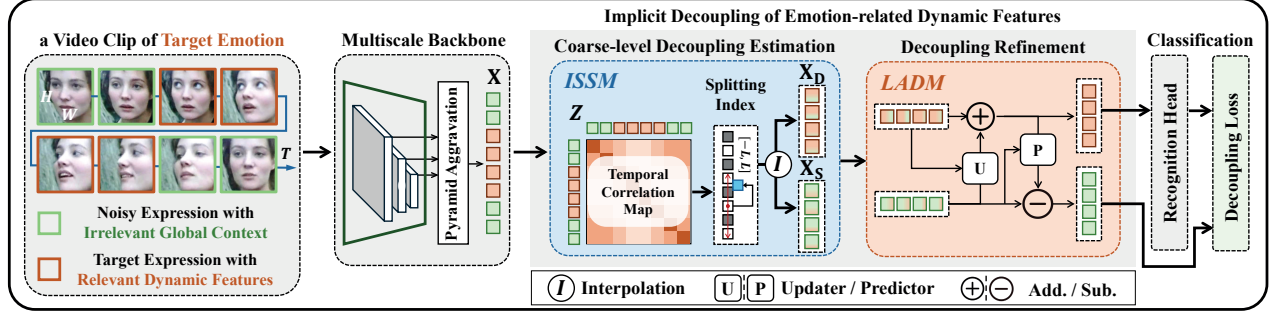 Implicit Decoupling of Emotion-related Dynamic Features
a Video Clip of Target Emotion
Multiscale Backbone
Coarse-level Decoupling Estimation
Decoupling Refinement
Classification
H
W
T
Noisy Expression with
Irrelevant Global Context
Target Expression with
Relevant Dynamic Features
Pyramid Aggravation
X
ISSM
Z
Temporal
Correlation
Map
Splitting
Index
I
X_D
X_S
LADM
U
P
Recognition Head
Decoupling Loss
I Interpolation
U P Updater / Predictor
+ − Add. / Sub.